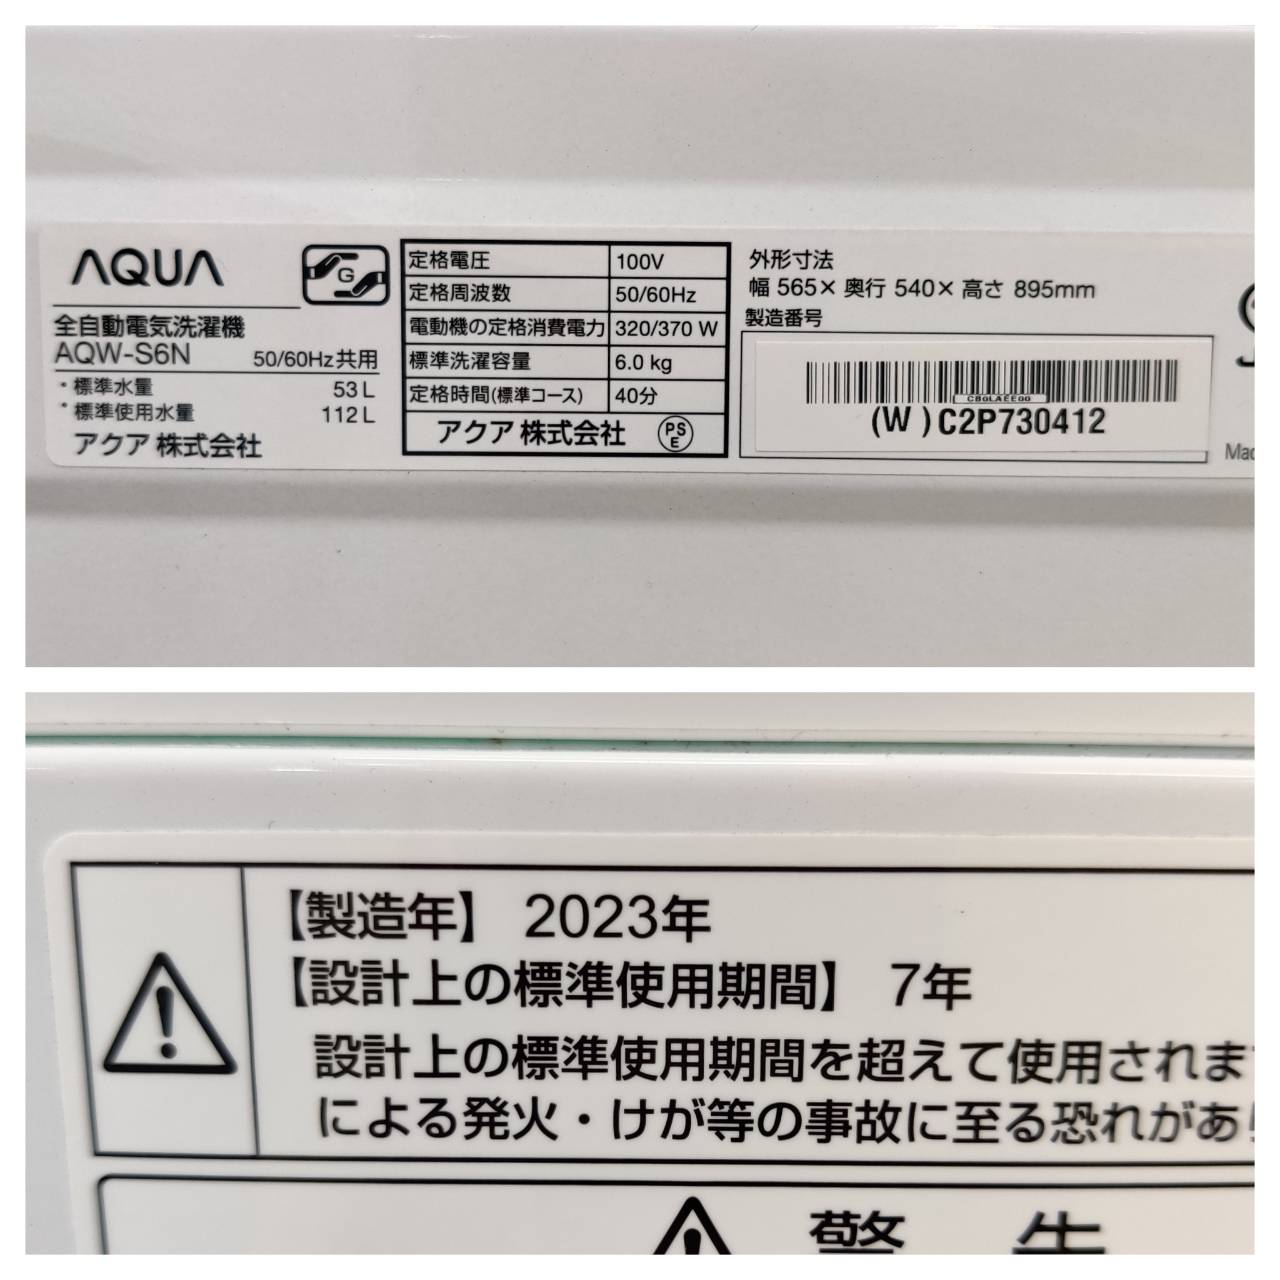 AQUA
G
全自動電気洗濯機
AQW-S6N 50/60Hz共用
・標準水量 53L
・標準使用水量 112L
アクア 株式会社
定格電圧 100V
定格周波数 50/60Hz
電動機の定格消費電力 320/370 W
標準洗濯容量 6.0 kg
定格時間(標準コース) 40分
アクア 株式会社 PSE
外形寸法
幅 565× 奥行 540× 高さ 895mm
製造番号
CB0LAEE00
(W )C2P730412
Mad
【製造年】 2023年
【設計上の標準使用期間】 7年
設計上の標準使用期間を超えて使用されま
による発火・けが等の事故に至る恐れがあ
警 告